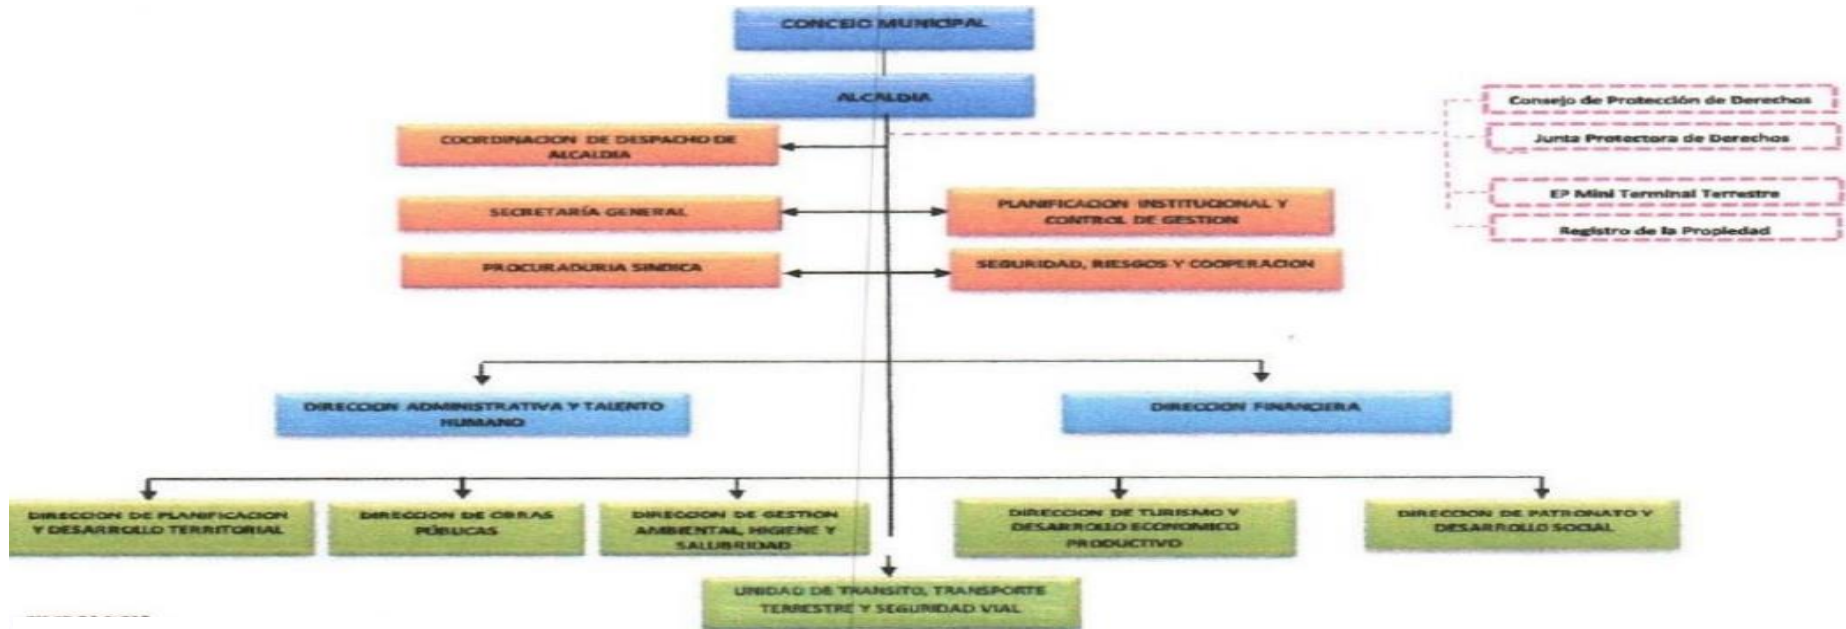 CONCEJO MUNICIPAL
ALCALDIA
COORDINACION DE DESPACHO DE
ALCALDIA
Consejo de Protección de Derechos
Junta Protectora de Derechos
EP Mini Terminal Terrestre
Registro de la Propiedad
SECRETARÍA GENERAL
PLANIFICACION INSTITUCIONAL Y
CONTROL DE GESTION
PROCURADURIA SINDICA
SEGURIDAD, RIESGOS Y COOPERACION
DIRECCION ADMINISTRATIVA Y TALENTO
HUMANO
DIRECCION FINANCIERA
DIRECCION DE PLANIFICACION
Y DESARROLLO TERRITORIAL
DIRECCION DE OBRAS
PÚBLICAS
DIRECCION DE GESTION
AMBIENTAL, HIGIENE Y
SALUBRIDAD
DIRECCION DE TURISMO Y
DESARROLLO ECONOMICO
PRODUCTIVO
DIRECCION DE PATRONATO Y
DESARROLLO SOCIAL
UNIDAD DE TRANSITO, TRANSPORTE
TERRESTRE Y SEGURIDAD VIAL